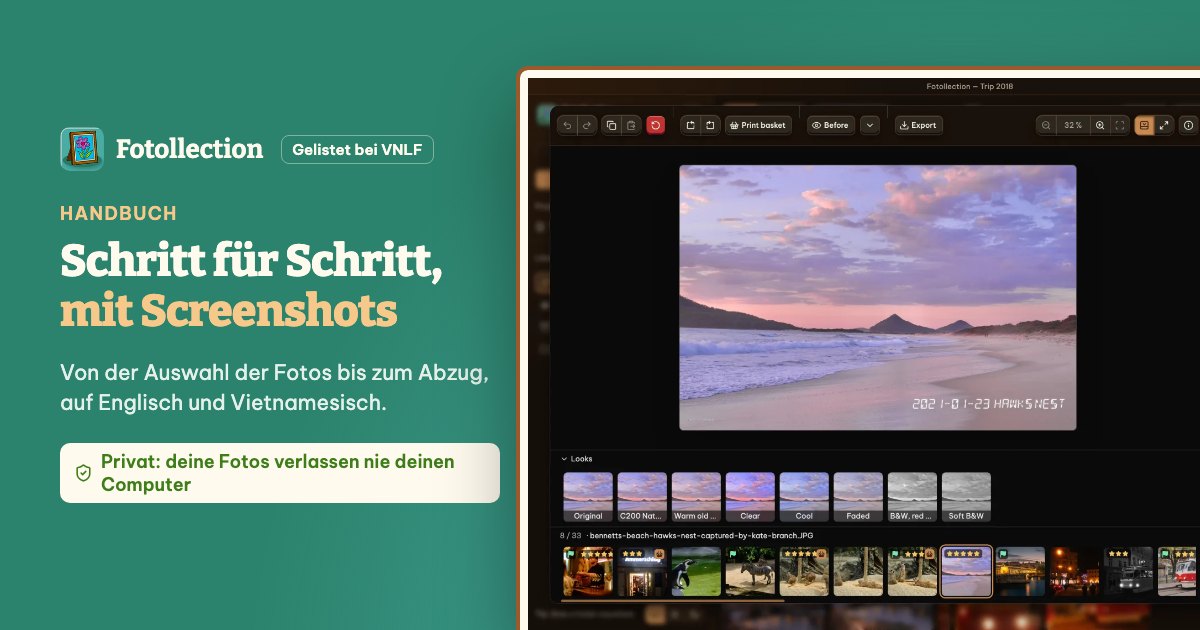 Fotollection
Gelistet bei VNLF
HANDBUCH
Schritt für Schritt,
mit Screenshots
Von der Auswahl der Fotos bis zum Abzug,
auf Englisch und Vietnamesisch.
Privat: deine Fotos verlassen nie deinen
Computer
Fotollection — Trip 2018
Print basket
Before
Export
32 %
2021-01-23 HAWKS NEST
Looks
Original
C200 Nat...
Warm old ...
Clear
Cool
Faded
B&W, red ...
Soft B&W
8 / 33 · bennetts-beach-hawks-nest-captured-by-kate-branch.JPG